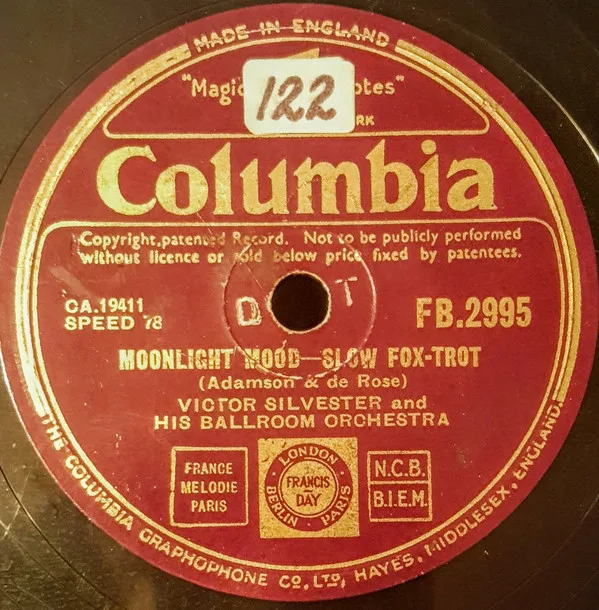 MADE IN ENGLAND
"Magic 122 otes"
RK
Columbia
Copyright, patented Record. Not to be publicly performed
without licence or sold below price fixed by patentees.
CA.19411
SPEED 78
D T
FB.2995
MOONLIGHT MOOD—SLOW FOX-TROT
(Adamson & de Rose)
VICTOR SILVESTER and
HIS BALLROOM ORCHESTRA
FRANCE
MELODIE
PARIS
LONDON
FRANCIS
& DAY
BERLIN PARIS
N.C.B.
B.I.E.M.
THE COLUMBIA GRAPHOPHONE CO., LTD, HAYES, MIDDLESEX, ENGLAND.